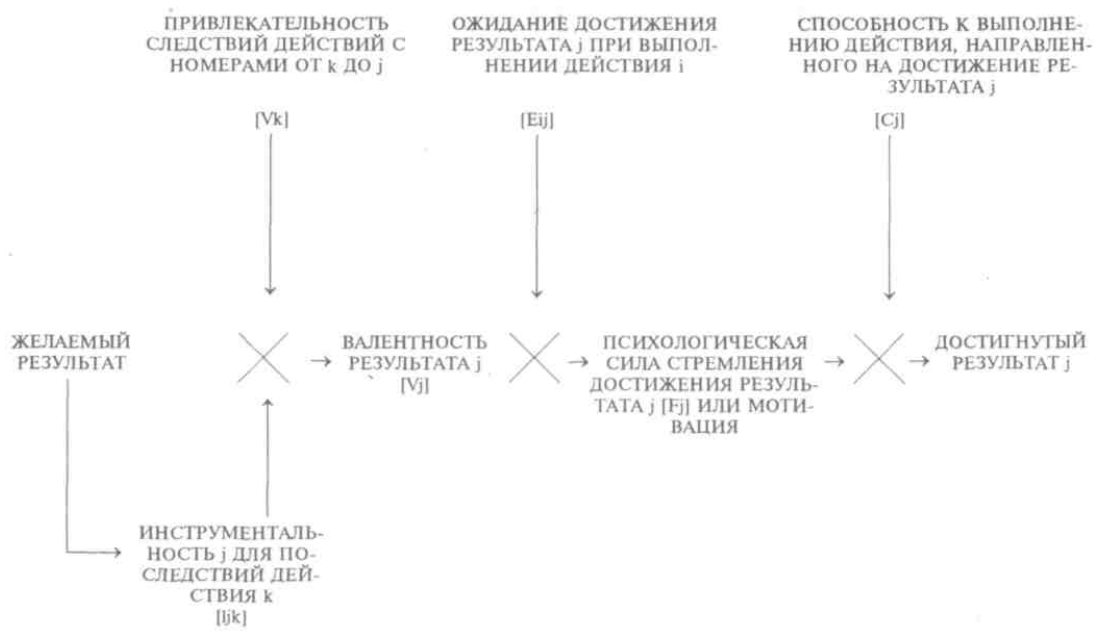 ПРИВЛЕКАТЕЛЬНОСТЬ
СЛЕДСТВИЙ ДЕЙСТВИЙ С
НОМЕРАМИ ОТ k ДО j
[Vk]
ОЖИДАНИЕ ДОСТИЖЕНИЯ
РЕЗУЛЬТАТА j ПРИ ВЫПОЛ-
НЕНИИ ДЕЙСТВИЯ i
[Eij]
СПОСОБНОСТЬ К ВЫПОЛНЕ-
НИЮ ДЕЙСТВИЯ, НАПРАВЛЕН-
НОГО НА ДОСТИЖЕНИЕ РЕ-
ЗУЛЬТАТА j
[Cj]
ЖЕЛАЕМЫЙ
РЕЗУЛЬТАТ
ВАЛЕНТНОСТЬ
РЕЗУЛЬТАТА j
[Vj]
ПСИХОЛОГИЧЕСКАЯ
СИЛА СТРЕМЛЕНИЯ
ДОСТИЖЕНИЯ РЕЗУЛЬ-
ТАТА j [Fj] ИЛИ МОТИ-
ВАЦИЯ
ДОСТИГНУТЫЙ
РЕЗУЛЬТАТ j
ИНСТРУМЕНТАЛЬ-
НОСТЬ j ДЛЯ ПО-
СЛЕДСТВИЙ ДЕЙ-
СТВИЯ k
[Ijk]